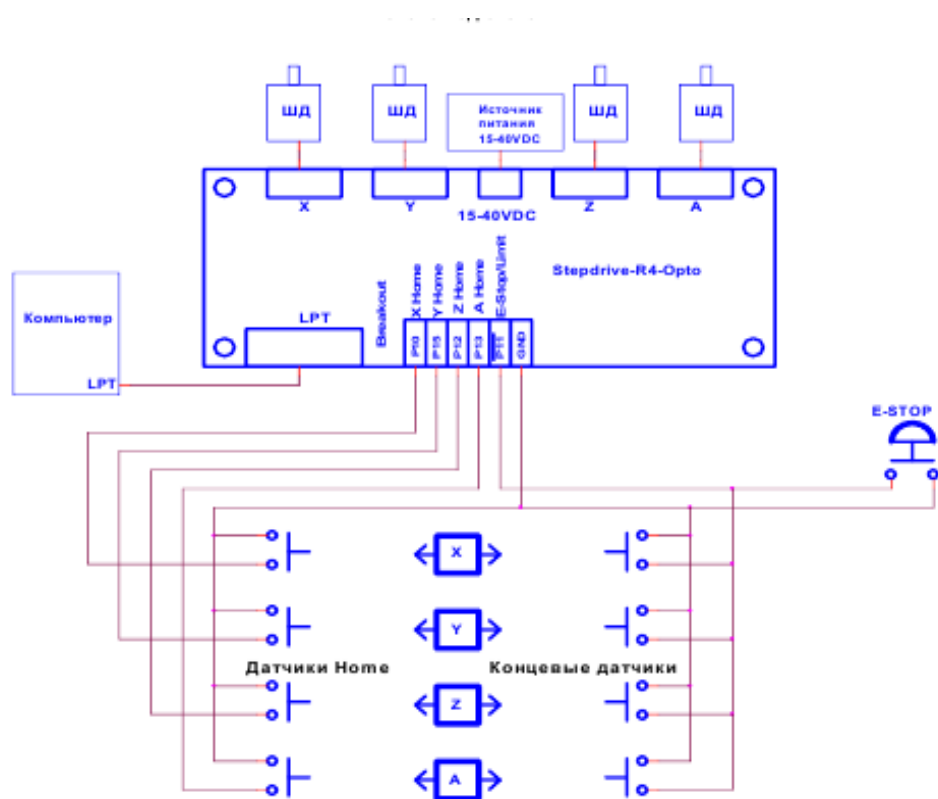 ШД
ШД
Источник
питания
15-40VDC
ШД
ШД
X
Y
15-40VDC
Z
A
Stepdrive-R4-Opto
Компьютер
LPT
LPT
Breakout
X Home
Y Home
Z Home
A Home
E-Stop/Limit
P10
P15
P12
P13
P11
GND
E-STOP
X
Y
Датчики Home
Концевые датчики
Z
A